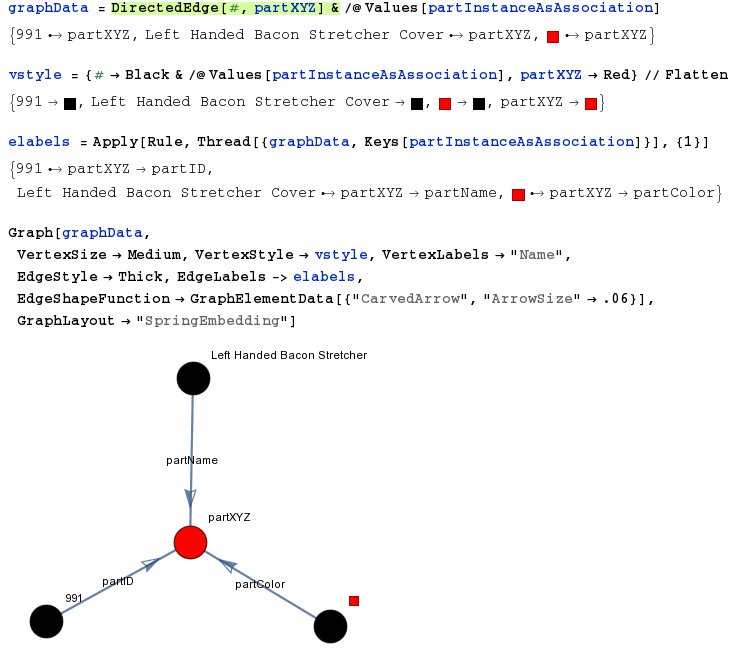 graphData = DirectedEdge[#, partXYZ] & /@ Values[partInstanceAsAssociation]
{991 ↦ partXYZ, Left Handed Bacon Stretcher Cover ↦ partXYZ, ■ ↦ partXYZ}
vstyle = {# → Black & /@ Values[partInstanceAsAssociation], partXYZ → Red} // Flatten
{991 → ■, Left Handed Bacon Stretcher Cover → ■, ■ → ■, partXYZ → ■}
elabels = Apply[Rule, Thread[{graphData, Keys[partInstanceAsAssociation]}], {1}]
{991 ↦ partXYZ → partID,
Left Handed Bacon Stretcher Cover ↦ partXYZ → partName, ■ ↦ partXYZ → partColor}
Graph[graphData,
VertexSize → Medium, VertexStyle → vstyle, VertexLabels → "Name",
EdgeStyle → Thick, EdgeLabels -> elabels,
EdgeShapeFunction → GraphElementData[{"CarvedArrow", "ArrowSize" → .06}],
GraphLayout → "SpringEmbedding"]
Left Handed Bacon Stretcher
partName
partXYZ
partID
partColor
991